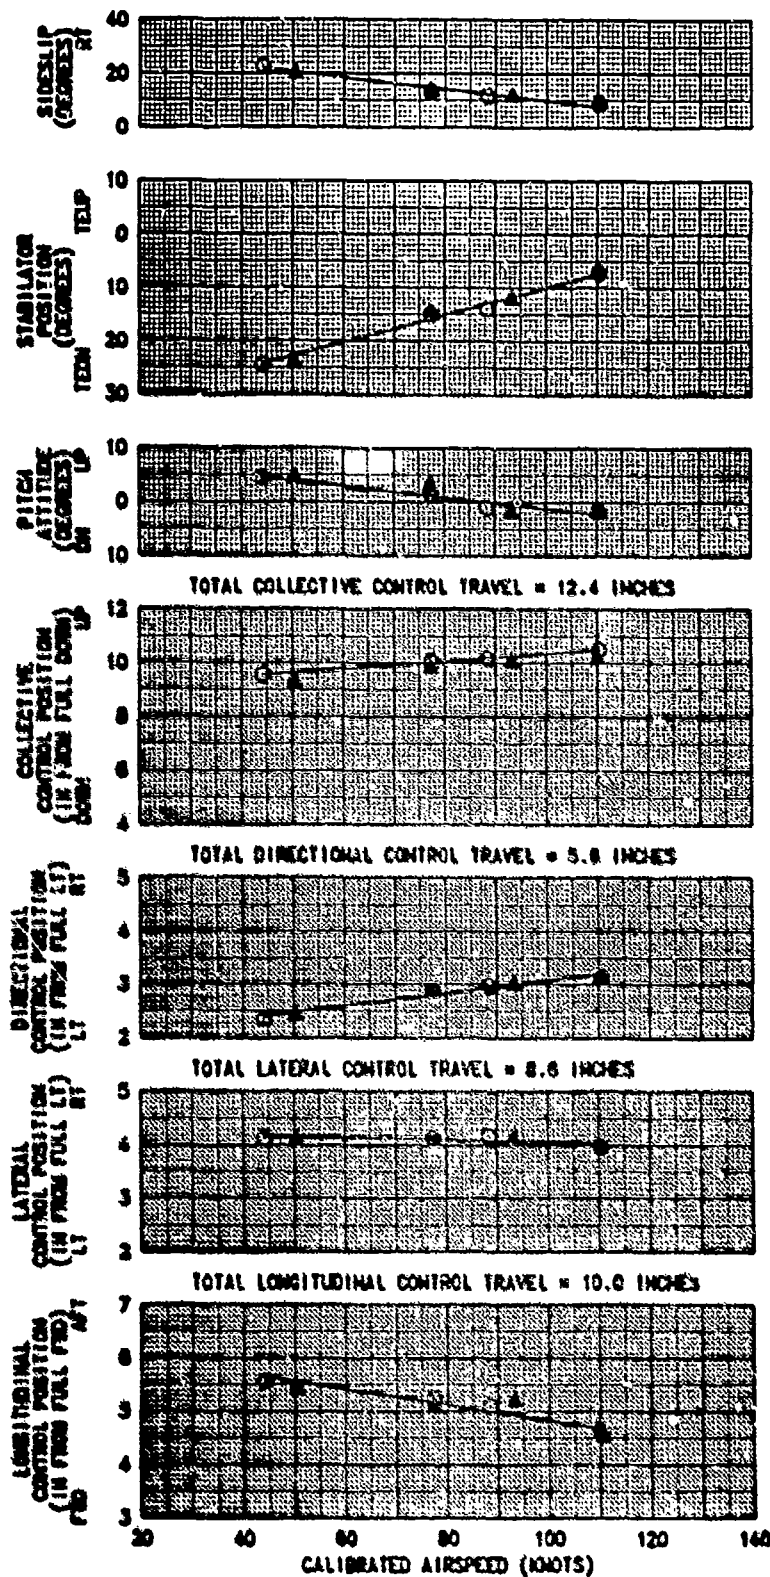 SIDESLIP
(DEGREES)
RT
40
20
0
STABILATOR
POSITION
(DEGREES)
TEDN TEUP
10
0
10
20
30
PITCH
ATTITUDE
(DEGREES)
DN UP
10
0
10
TOTAL COLLECTIVE CONTROL TRAVEL = 12.4 INCHES
COLLECTIVE
CONTROL POSITION
(IN FROM FULL DOWN)
DOWN UP
12
10
8
6
4
TOTAL DIRECTIONAL CONTROL TRAVEL = INCHES
DIRECTIONAL
CONTROL POSITION
(IN FROM FULL LT)
LT RT
5
4
3
2
TOTAL LATERAL CONTROL TRAVEL = INCHES
LATERAL
CONTROL POSITION
(IN FROM FULL LT)
LT RT
5
4
3
2
TOTAL LONGITUDINAL CONTROL TRAVEL = 10.0 INCHES
LONGITUDINAL
CONTROL POSITION
(IN FROM FULL FWD)
FWD AFT
7
6
5
4
3
20 40 60 80 100 120 140
CALIBRATED AIRSPEED (KNOTS)